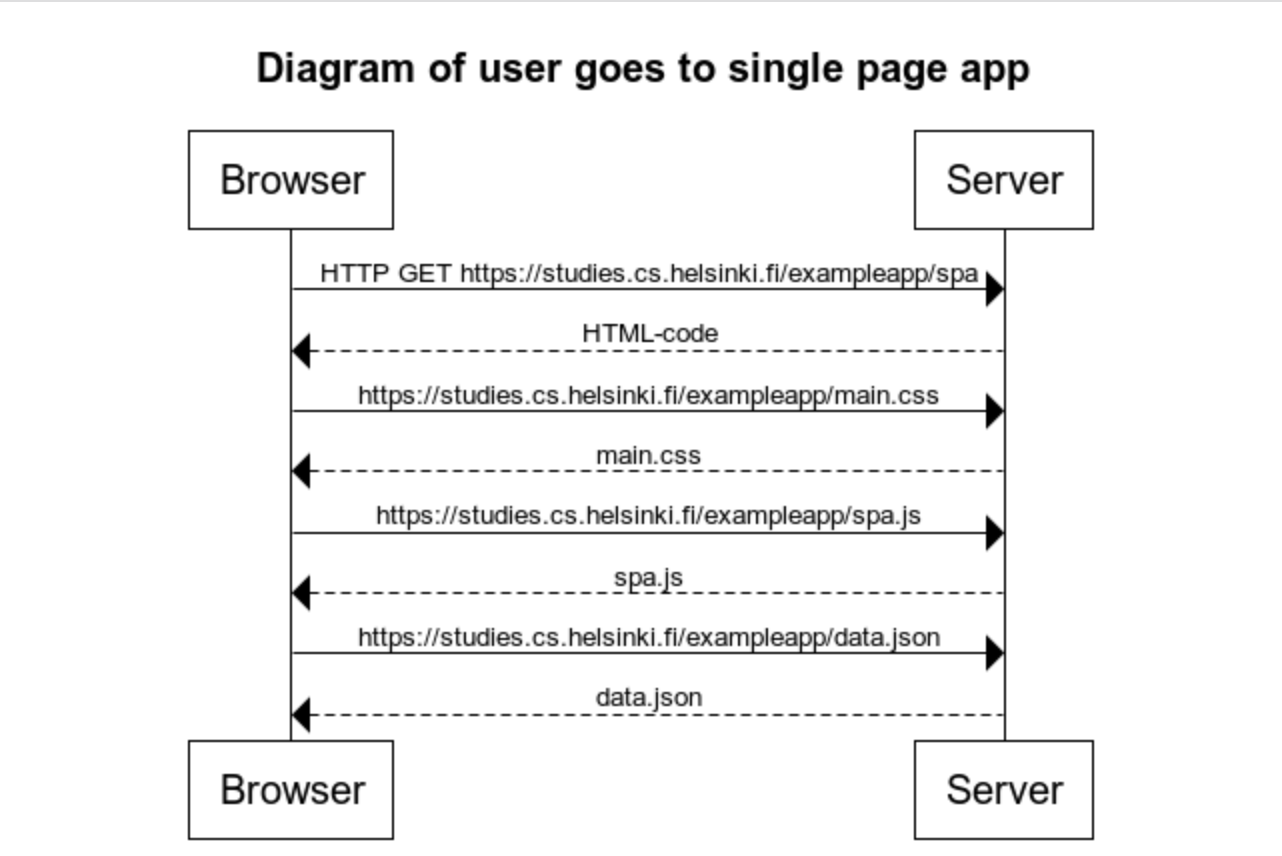 Diagram of user goes to single page app
Browser
Server
HTTP GET https://studies.cs.helsinki.fi/exampleapp/spa
HTML-code
https://studies.cs.helsinki.fi/exampleapp/main.css
main.css
https://studies.cs.helsinki.fi/exampleapp/spa.js
spa.js
https://studies.cs.helsinki.fi/exampleapp/data.json
data.json
Browser
Server